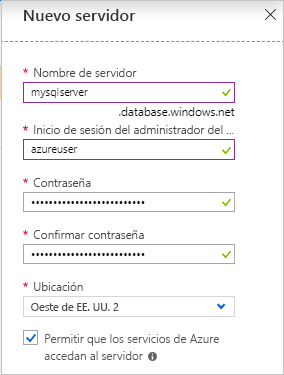 Nuevo servidor
* Nombre de servidor
mysqlserver
.database.windows.net
* Inicio de sesión del administrador del ...
azureuser
* Contraseña
••••••••••••••••••••••••••
* Confirmar contraseña
••••••••••••••••••••••••••
* Ubicación
Oeste de EE. UU. 2
Permitir que los servicios de Azure
accedan al servidor